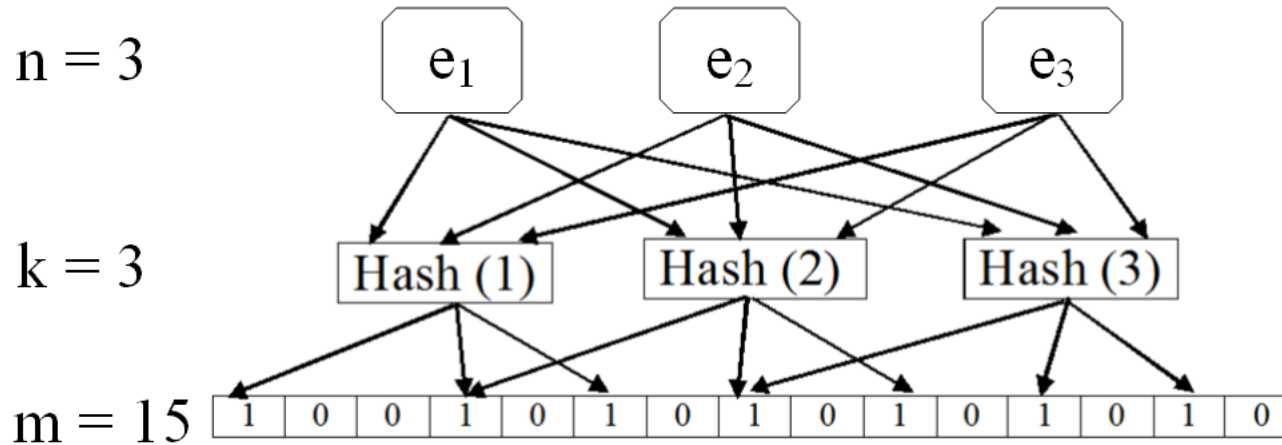 n = 3 e₁ e₂ e₃
k = 3 Hash (1) Hash (2) Hash (3)
m = 15 1 0 0 1 0 1 0 1 0 1 0 1 0 1 0